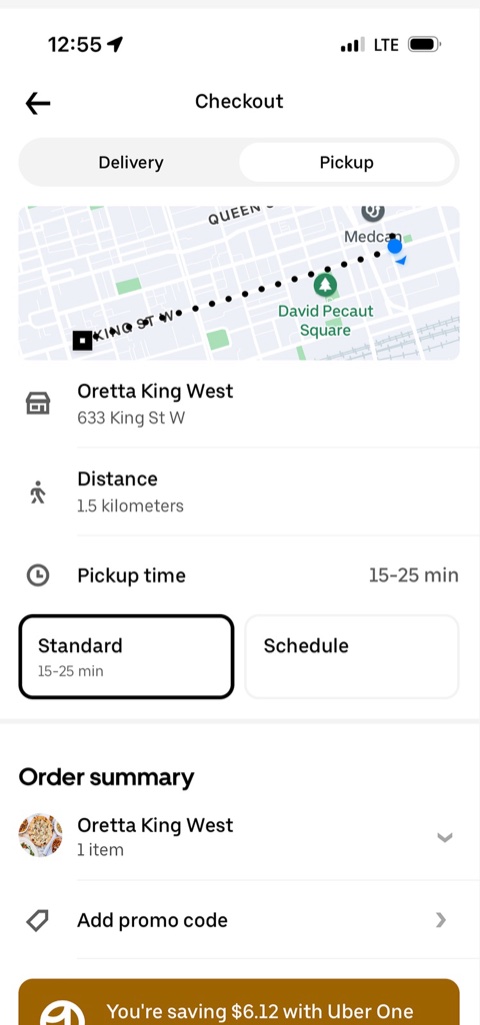 12:55
LTE
Checkout
Delivery
Pickup
QUEEN
Medcan
KING ST W
David Pecaut
Square
Oretta King West
633 King St W
Distance
1.5 kilometers
Pickup time
15-25 min
Standard
Schedule
15-25 min
Order summary
Oretta King West
1 item
Add promo code
You're saving $6.12 with Uber One